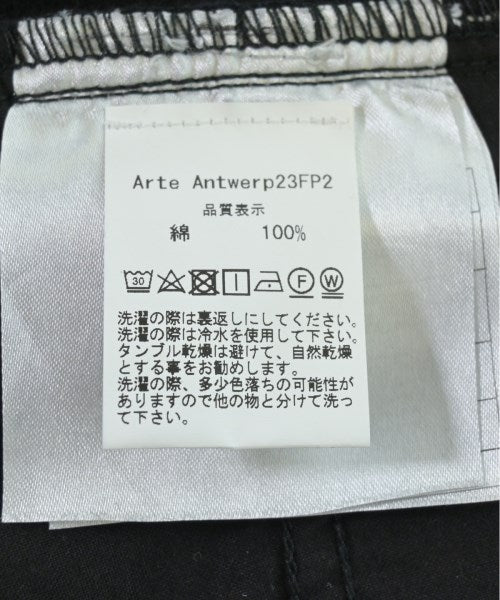 Arte Antwerp23FP2
品質表示
綿 100%
30 F W
洗濯の際は裏返しにしてください。
洗濯の際は冷水を使用して下さい。
タンブル乾燥は避けて、自然乾燥
とする事をお勧めします。
洗濯の際、多少色落ちの可能性が
ありますので他の物と分けて洗っ
て下さい。